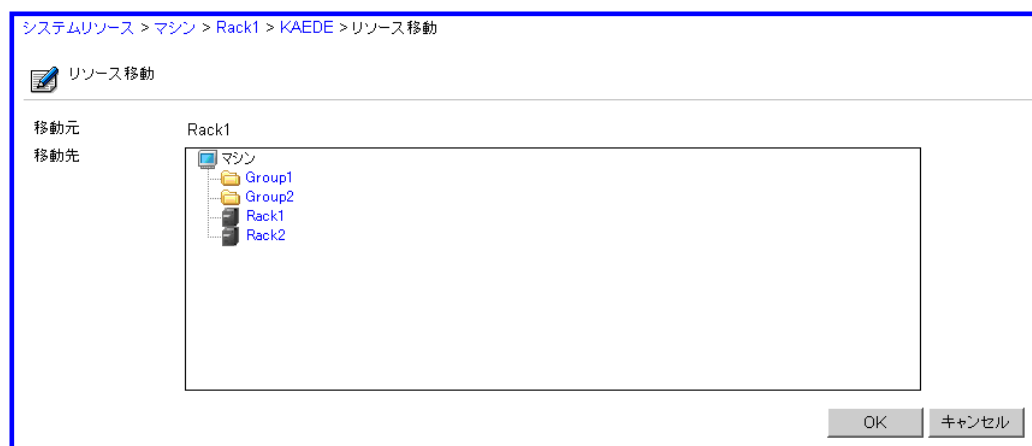 システムリソース > マシン > Rack1 > KAEDE >リソース移動
リソース移動
移動元 Rack1
移動先
マシン
Group1
Group2
Rack1
Rack2
OK キャンセル